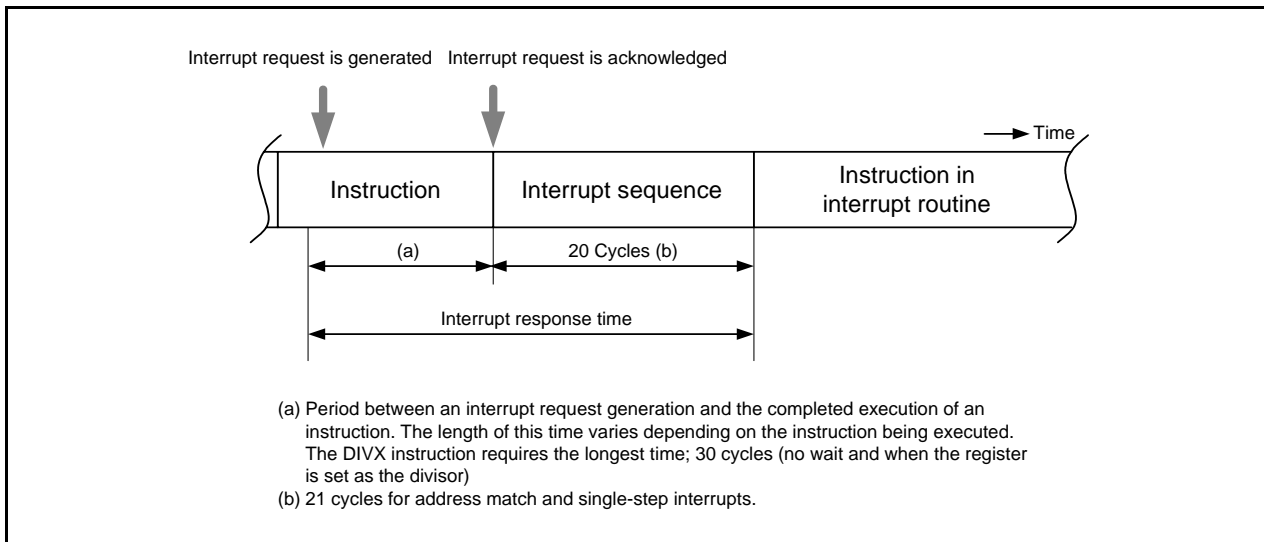 Interrupt request is generated
Interrupt request is acknowledged
Time
Instruction
Interrupt sequence
Instruction in
interrupt routine
(a)
20 Cycles (b)
Interrupt response time
(a) Period between an interrupt request generation and the completed execution of an
instruction. The length of this time varies depending on the instruction being executed.
The DIVX instruction requires the longest time; 30 cycles (no wait and when the register
is set as the divisor)
(b) 21 cycles for address match and single-step interrupts.